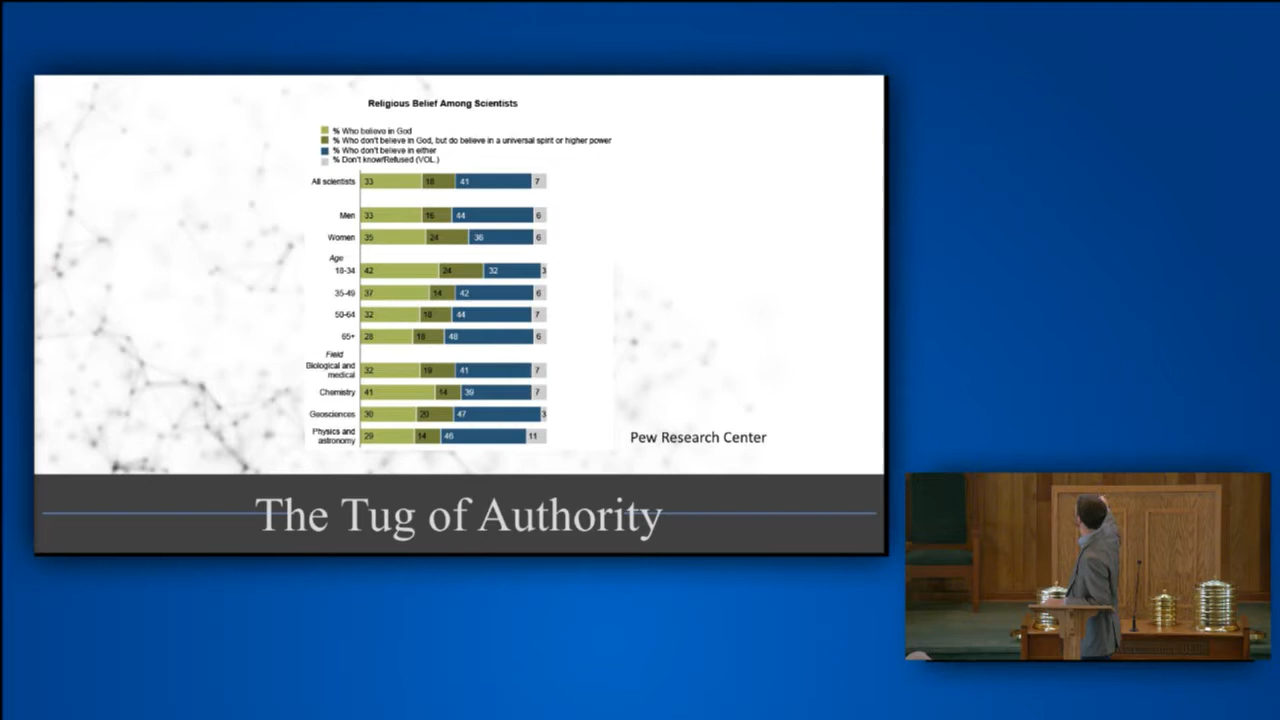 Religious Belief Among Scientists
% Who believe in God
% Who don't believe in God, but do believe in a universal spirit or higher power
% Who don't believe in either
% Don't know/Refused (VOL.)
All scientists 33 18 41 7
Men 33 16 44 6
Women 35 24 36 6
Age
18-34 42 24 32 3
35-49 37 14 42 6
50-64 32 18 44 7
65+ 28 18 48 6
Field
Biological and
medical 32 19 41 7
Chemistry 41 14 39 7
Geosciences 30 20 47 3
Physics and
astronomy 29 14 46 11
Pew Research Center
The Tug of Authority